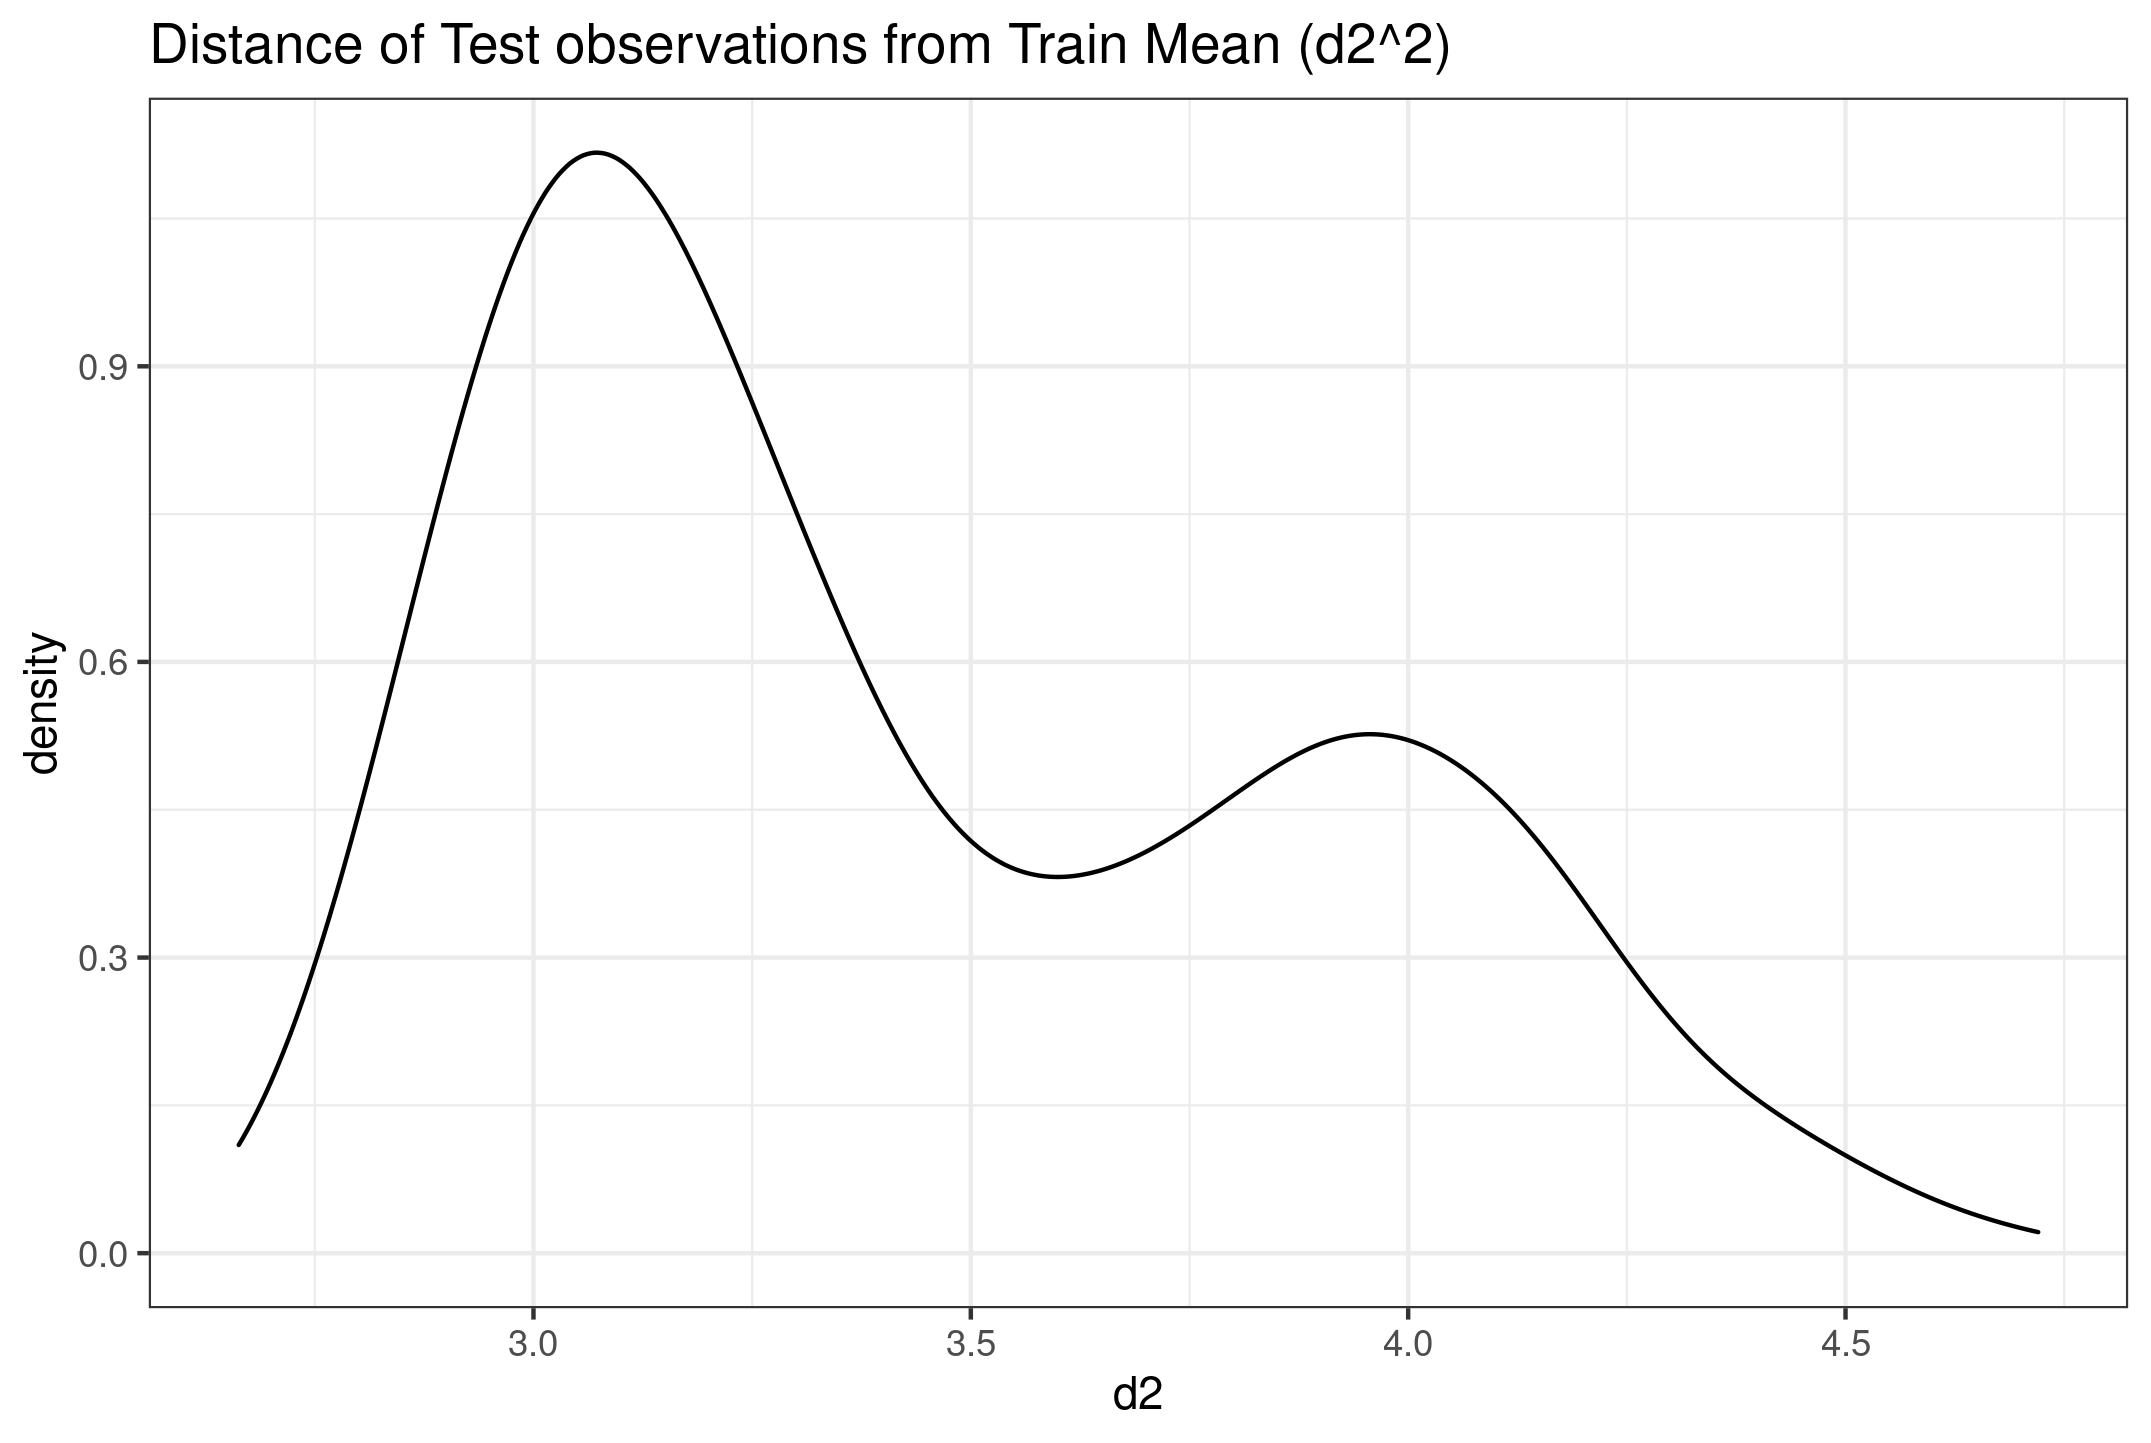 Distance of Test observations from Train Mean (d2^2)
density
0.9
0.6
0.3
0.0
3.0 3.5 4.0 4.5
d2